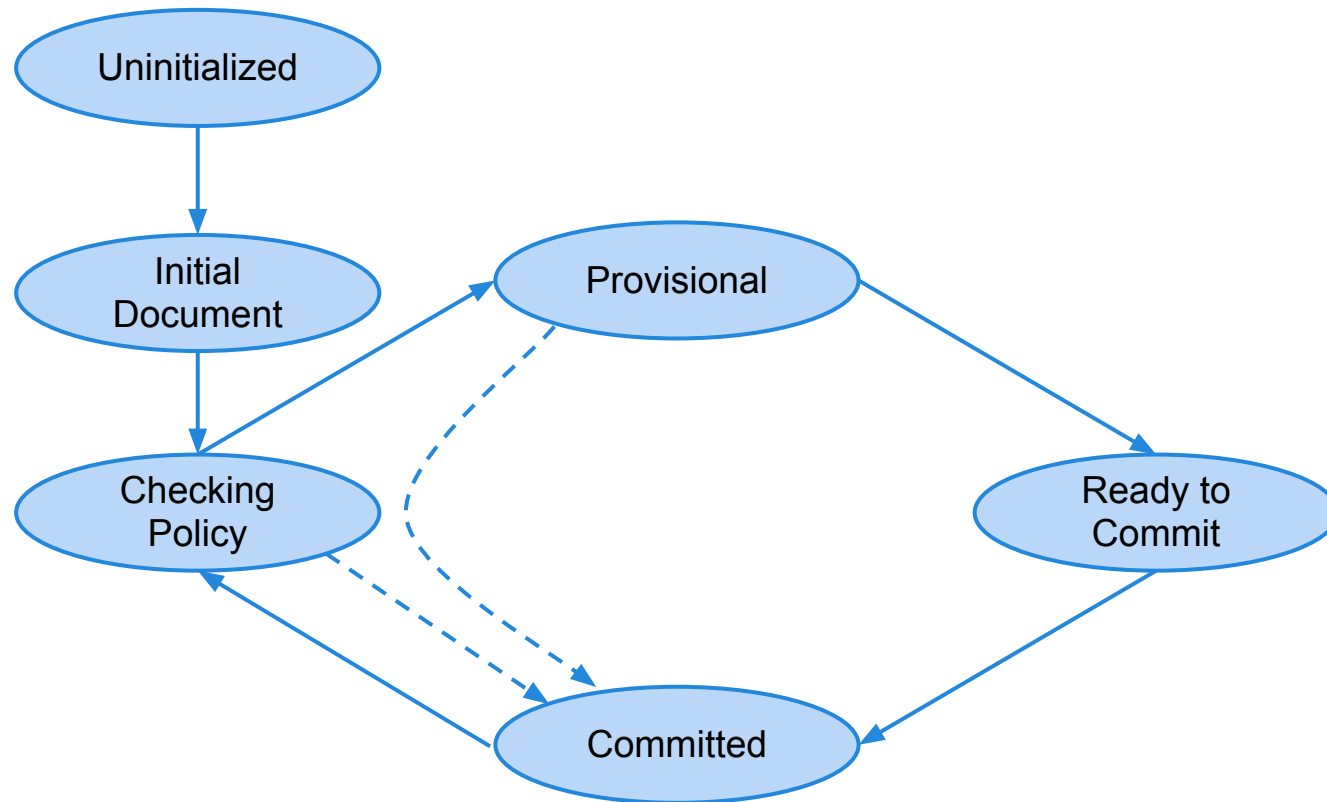 Uninitialized
Initial
Document
Provisional
Checking
Policy
Ready to
Commit
Committed